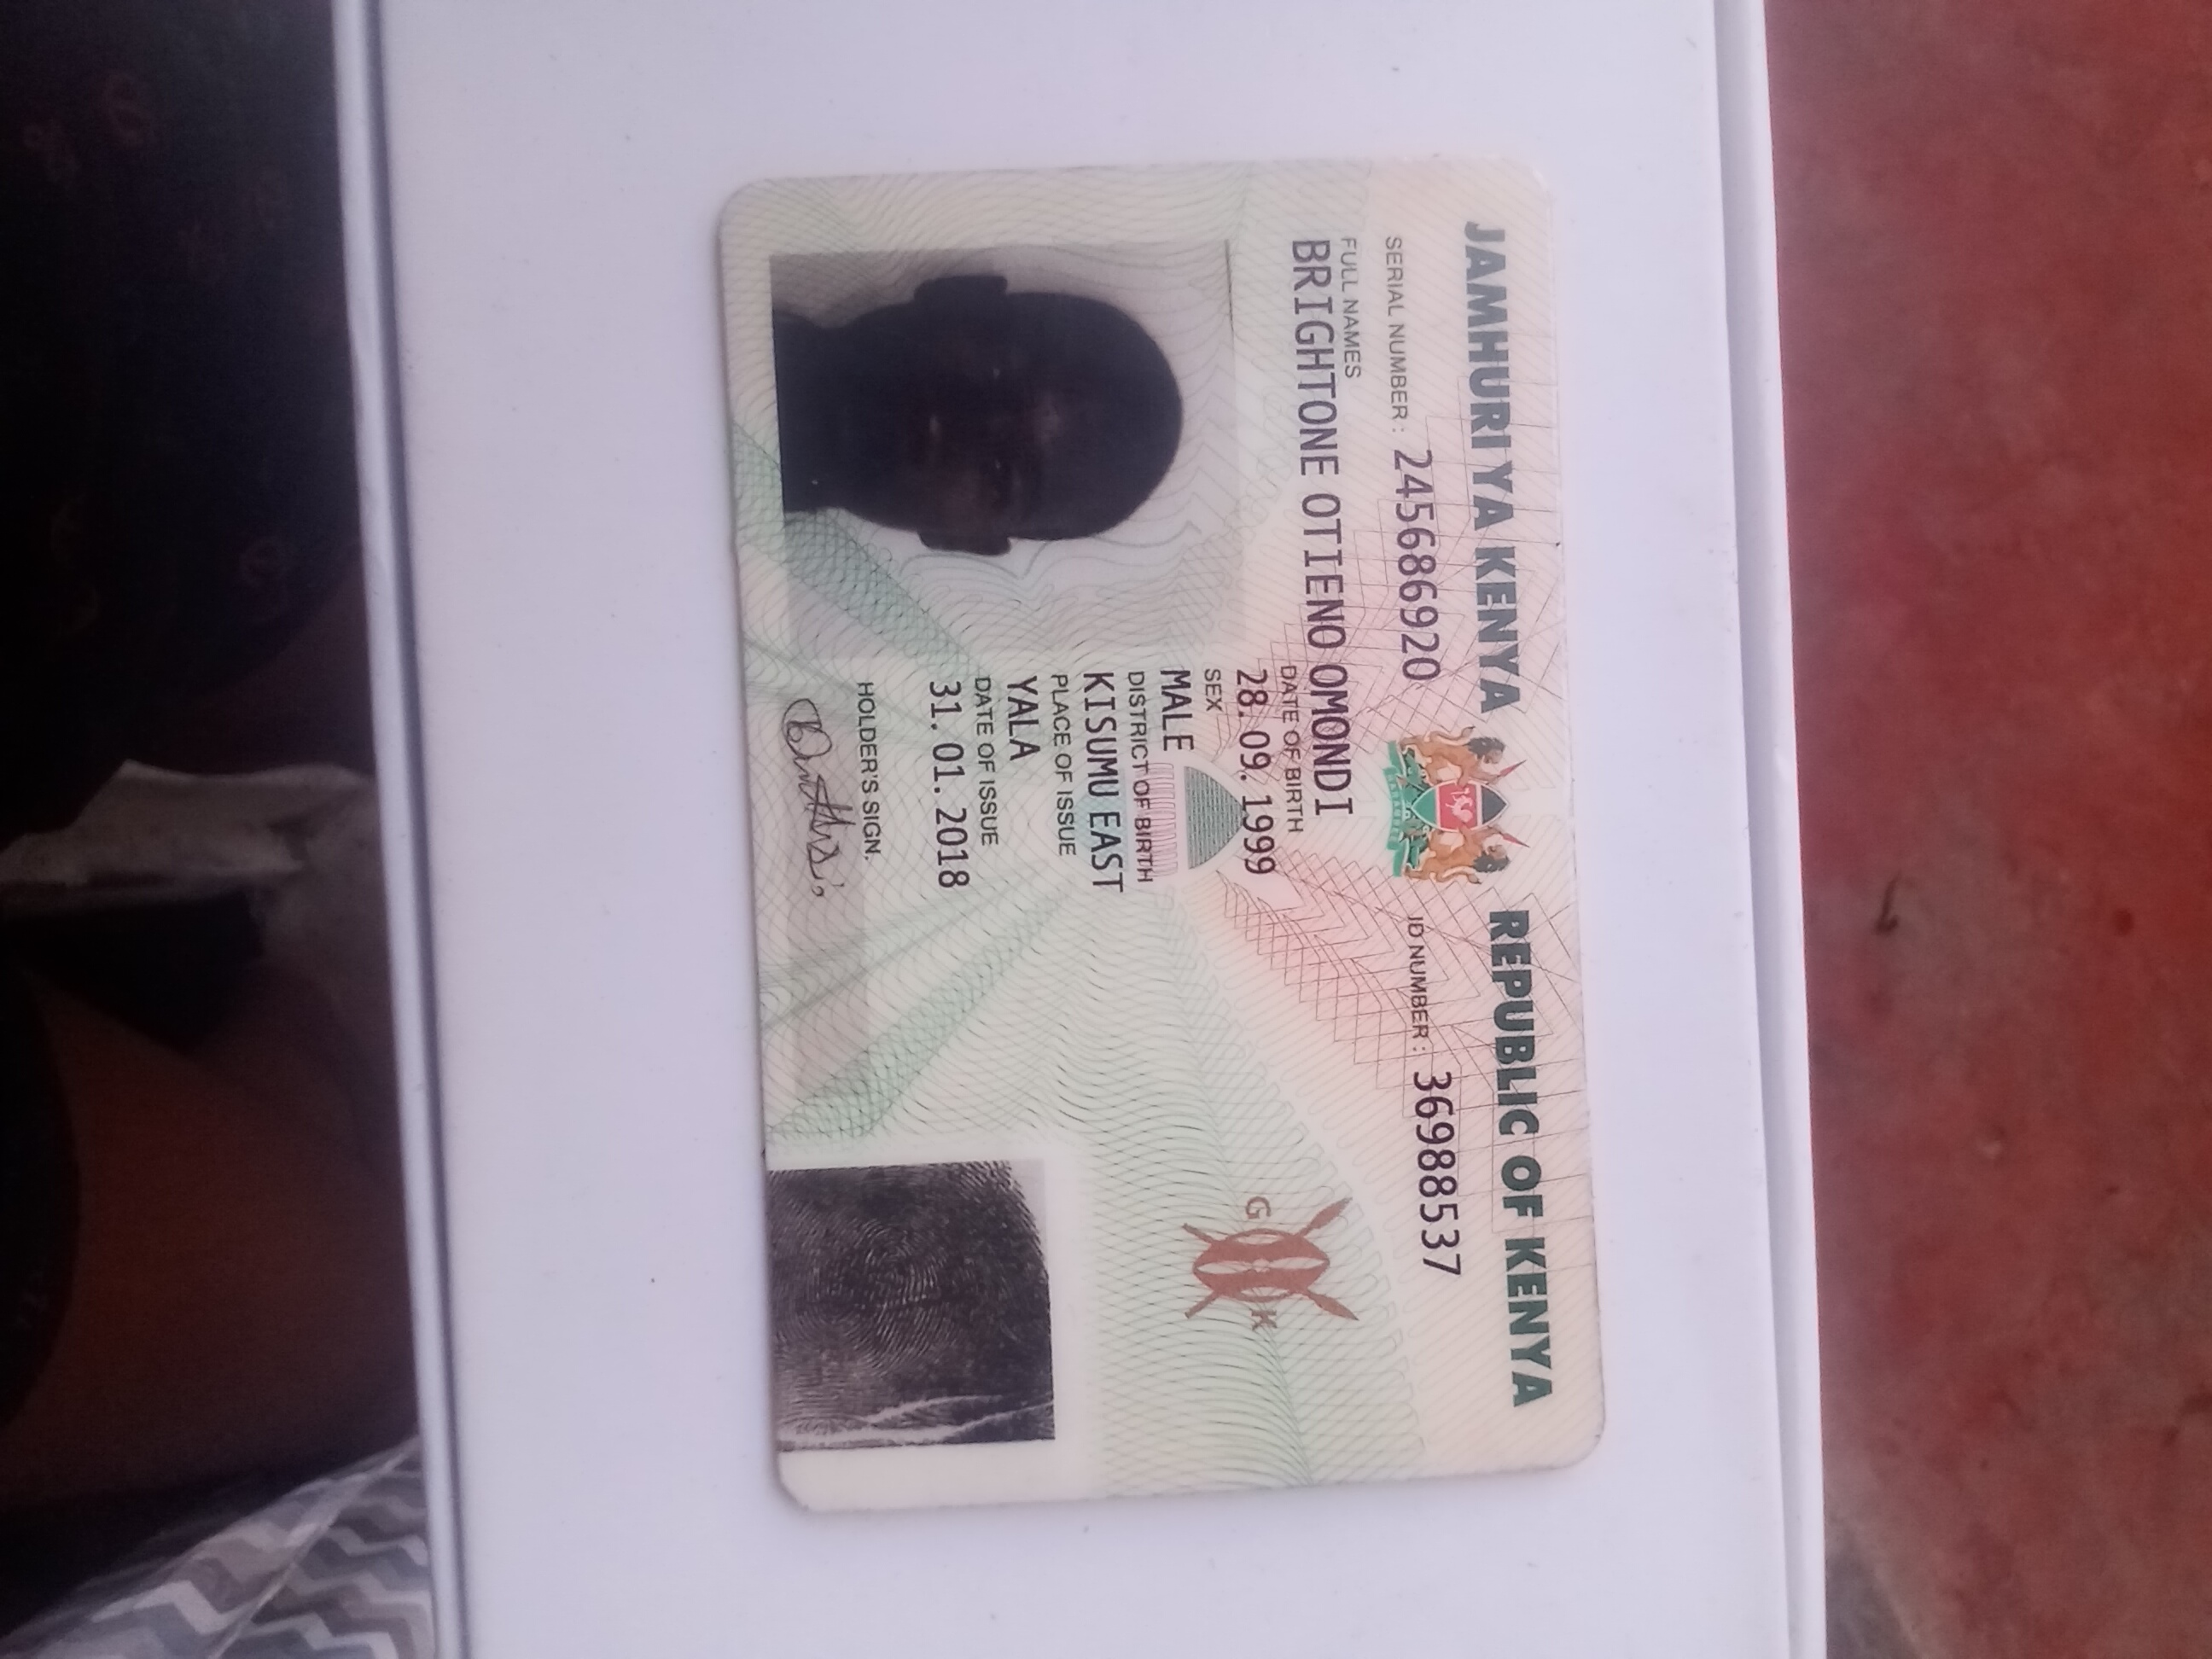 JAMHURI YA KENYA REPUBLIC OF KENYA
SERIAL NUMBER : 245686920 ID NUMBER : 36988537
FULL NAMES
BRIGHTONE OTIENO OMONDI
DATE OF BIRTH
28. 09. 1999
SEX
MALE
DISTRICT OF BIRTH
KISUMU EAST
PLACE OF ISSUE
YALA
DATE OF ISSUE
31. 01. 2018
HOLDER'S SIGN.
G K
HARAMBEE